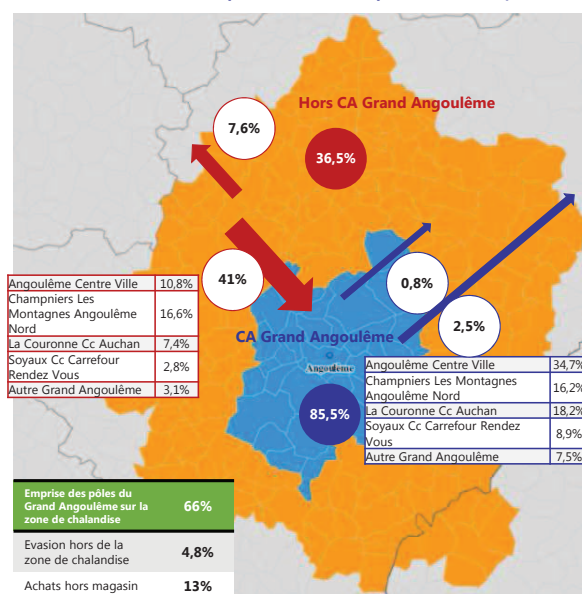 Hors CA Grand Angoulême
7,6%
36,5%
41%
Angoulême Centre Ville 10,8%
Champniers Les
Montagnes Angoulême
Nord 16,6%
La Couronne Cc Auchan 7,4%
Soyaux Cc Carrefour
Rendez Vous 2,8%
Autre Grand Angoulême 3,1%
0,8%
2,5%
CA Grand Angoulême
Angoulême
85,5%
Angoulême Centre Ville 34,7%
Champniers Les Montagnes
Angoulême Nord 16,2%
La Couronne Cc Auchan 18,2%
Soyaux Cc Carrefour Rendez
Vous 8,9%
Autre Grand Angoulême 7,5%
Emprise des pôles du
Grand Angoulême sur la
zone de chalandise 66%
Evasion hors de la
zone de chalandise 4,8%
Achats hors magasin 13%